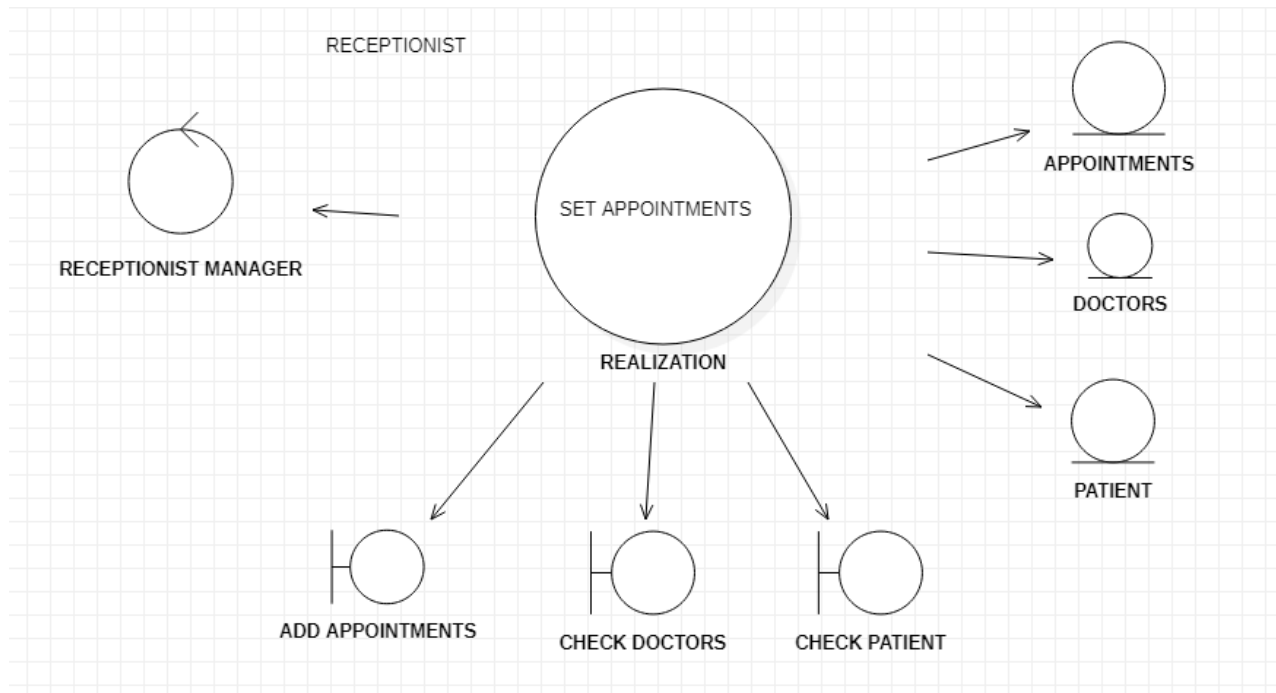 RECEPTIONIST
APPOINTMENTS
SET APPOINTMENTS
RECEPTIONIST MANAGER
DOCTORS
REALIZATION
PATIENT
ADD APPOINTMENTS
CHECK DOCTORS
CHECK PATIENT